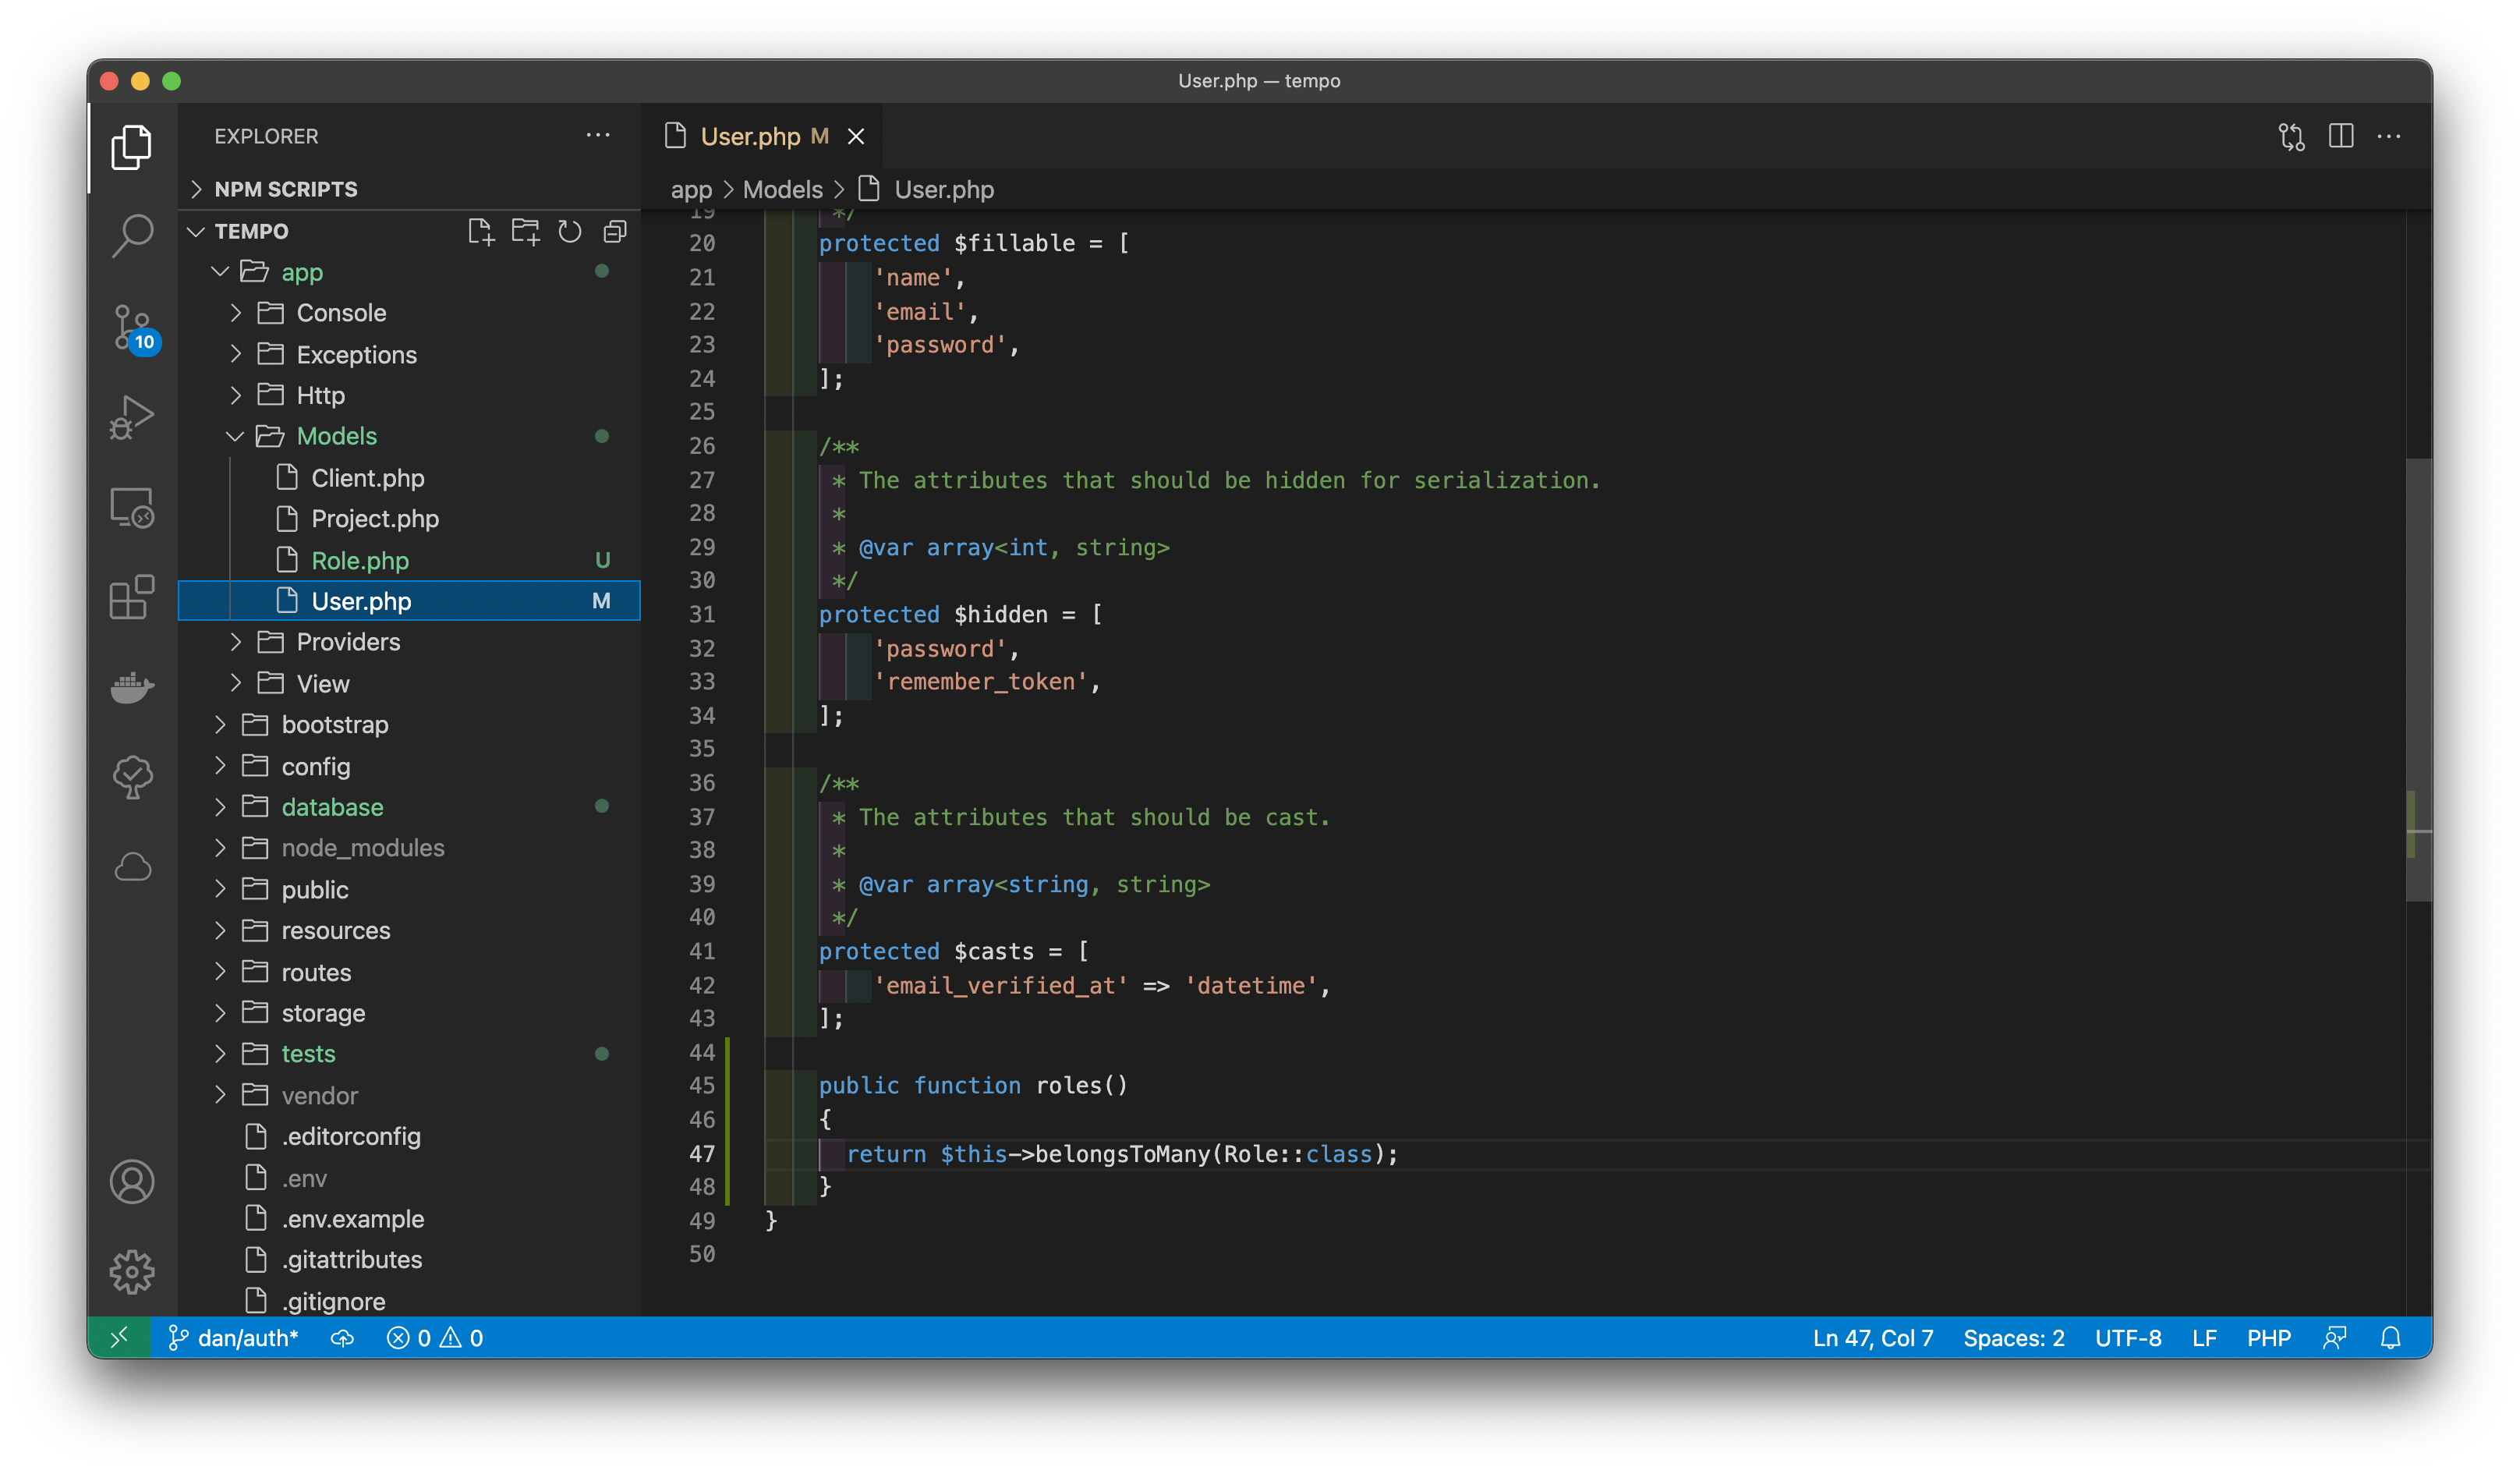 User.php — tempo
EXPLORER
NPM SCRIPTS
TEMPO
app
Console
Exceptions
Http
Models
Client.php
Project.php
Role.php U
User.php M
Providers
View
bootstrap
config
database
node_modules
public
resources
routes
storage
tests
vendor
.editorconfig
.env
.env.example
.gitattributes
.gitignore
10
User.php M
app > Models > User.php
19 */
20 protected $fillable = [
21 'name',
22 'email',
23 'password',
24 ];
25
26 /**
27 * The attributes that should be hidden for serialization.
28 *
29 * @var array<int, string>
30 */
31 protected $hidden = [
32 'password',
33 'remember_token',
34 ];
35
36 /**
37 * The attributes that should be cast.
38 *
39 * @var array<string, string>
40 */
41 protected $casts = [
42 'email_verified_at' => 'datetime',
43 ];
44
45 public function roles()
46 {
47 return $this->belongsToMany(Role::class);
48 }
49 }
50
dan/auth* 0 0 Ln 47, Col 7 Spaces: 2 UTF-8 LF PHP